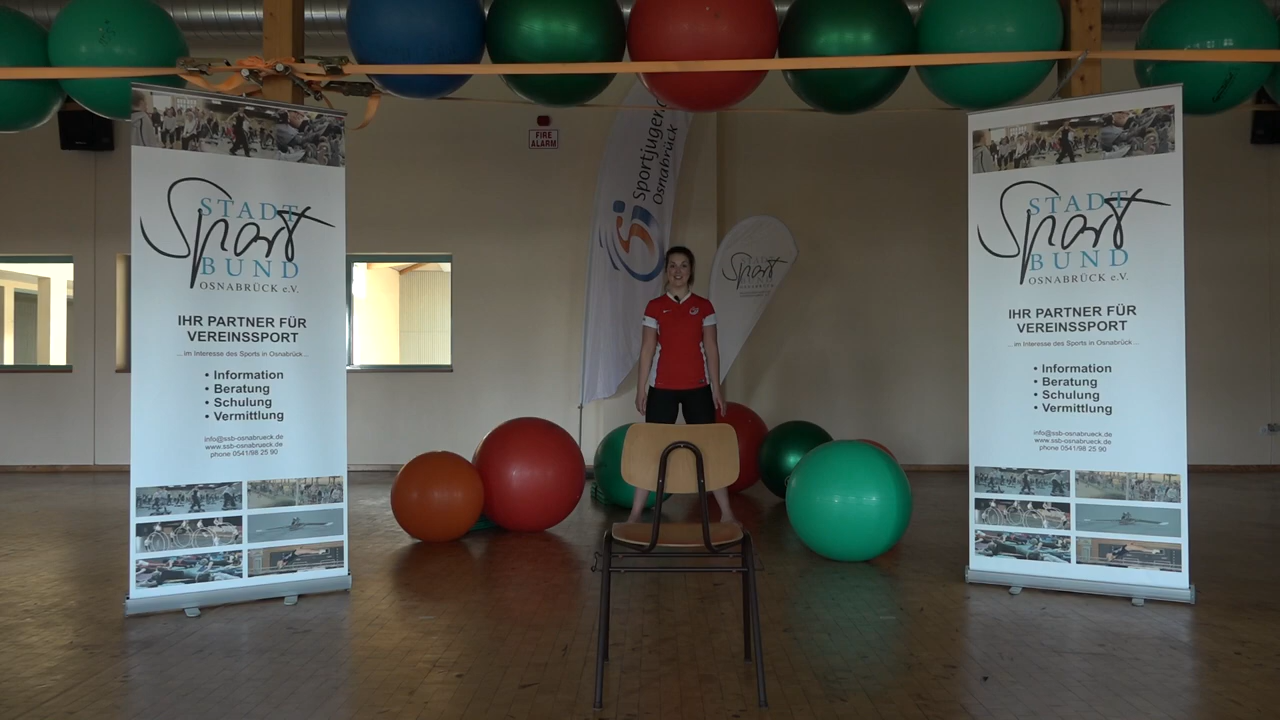 STADT
Sport
BUND
OSNABRÜCK e.V.
IHR PARTNER FÜR
VEREINSSPORT
...im Interesse des Sports in Osnabrück...
• Information
• Beratung
• Schulung
• Vermittlung
info@ssb-osnabrueck.de
www.ssb-osnabrueck.de
phone 0541/98 25 90
FIRE
ALARM
Sportjugend
Osnabrück
STADT
Sport
BUND
STADT
Sport
BUND
OSNABRÜCK e.V.
IHR PARTNER FÜR
VEREINSSPORT
...im Interesse des Sports in Osnabrück...
• Information
• Beratung
• Schulung
• Vermittlung
info@ssb-osnabrueck.de
www.ssb-osnabrueck.de
phone 0541/98 25 90